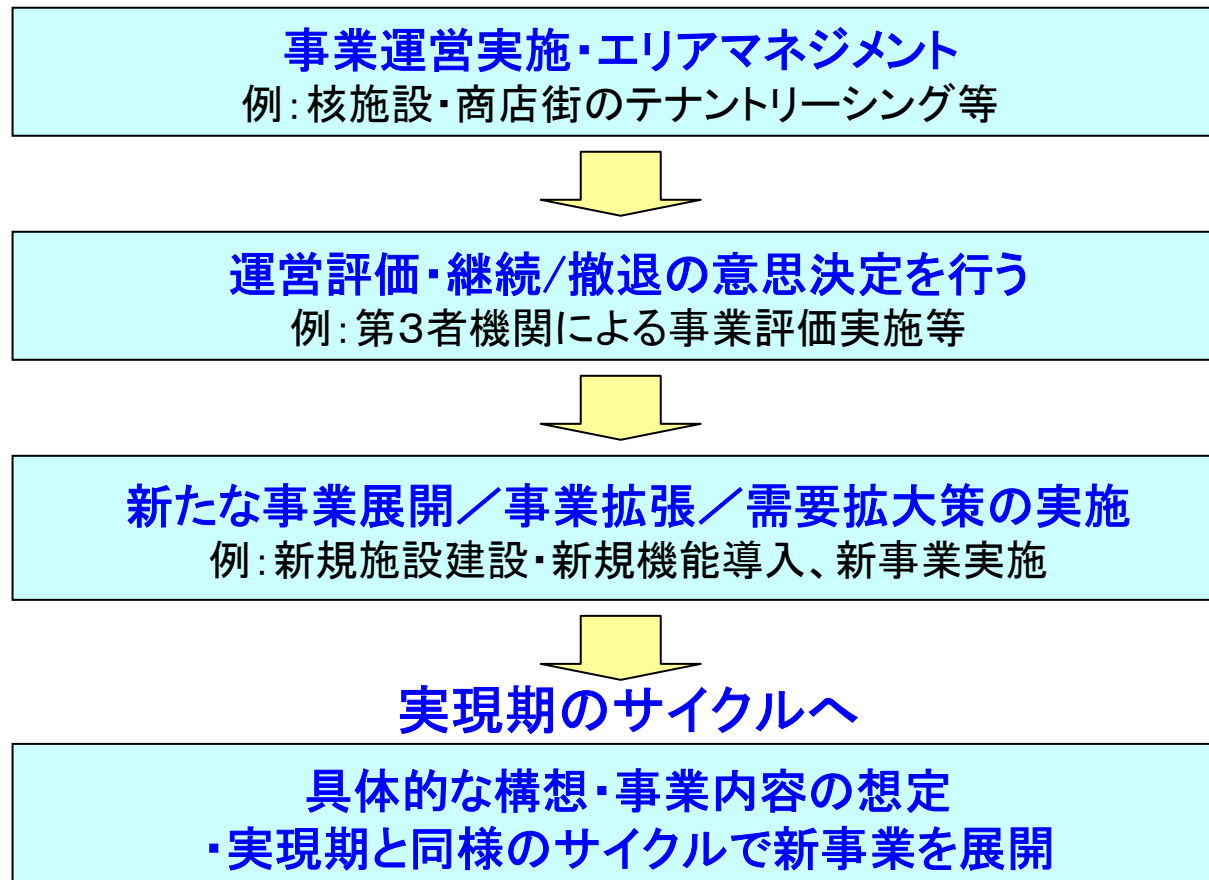 事業運営実施・エリアマネジメント
例：核施設・商店街のテナントリーシング等
運営評価・継続/撤退の意思決定を行う
例：第３者機関による事業評価実施等
新たな事業展開／事業拡張／需要拡大策の実施
例：新規施設建設・新規機能導入、新事業実施
実現期のサイクルへ
具体的な構想・事業内容の想定
・実現期と同様のサイクルで新事業を展開